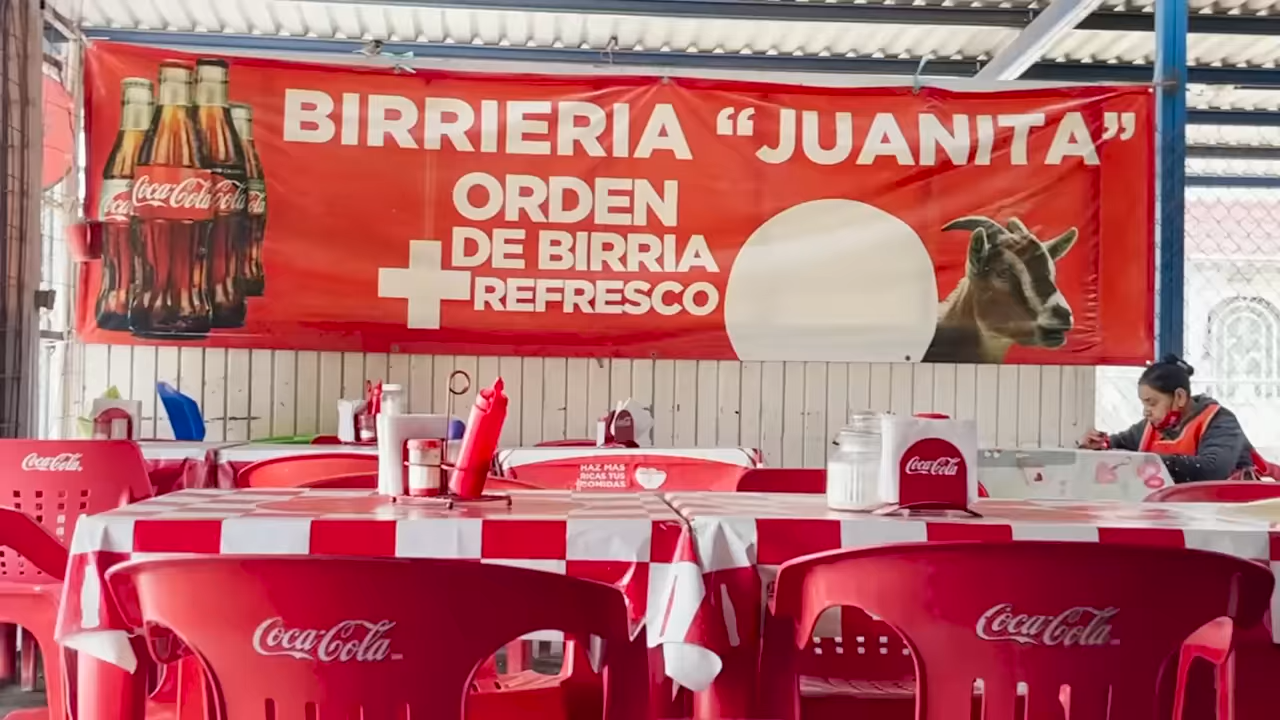 BIRRIERIA “JUANITA”
ORDEN
DE BIRRIA
+ REFRESCO
Coca-Cola
Coca-Cola
HAZ MAS
RICAS TUS
COMIDAS
Coca-Cola
Coca-Cola
Coca-Cola